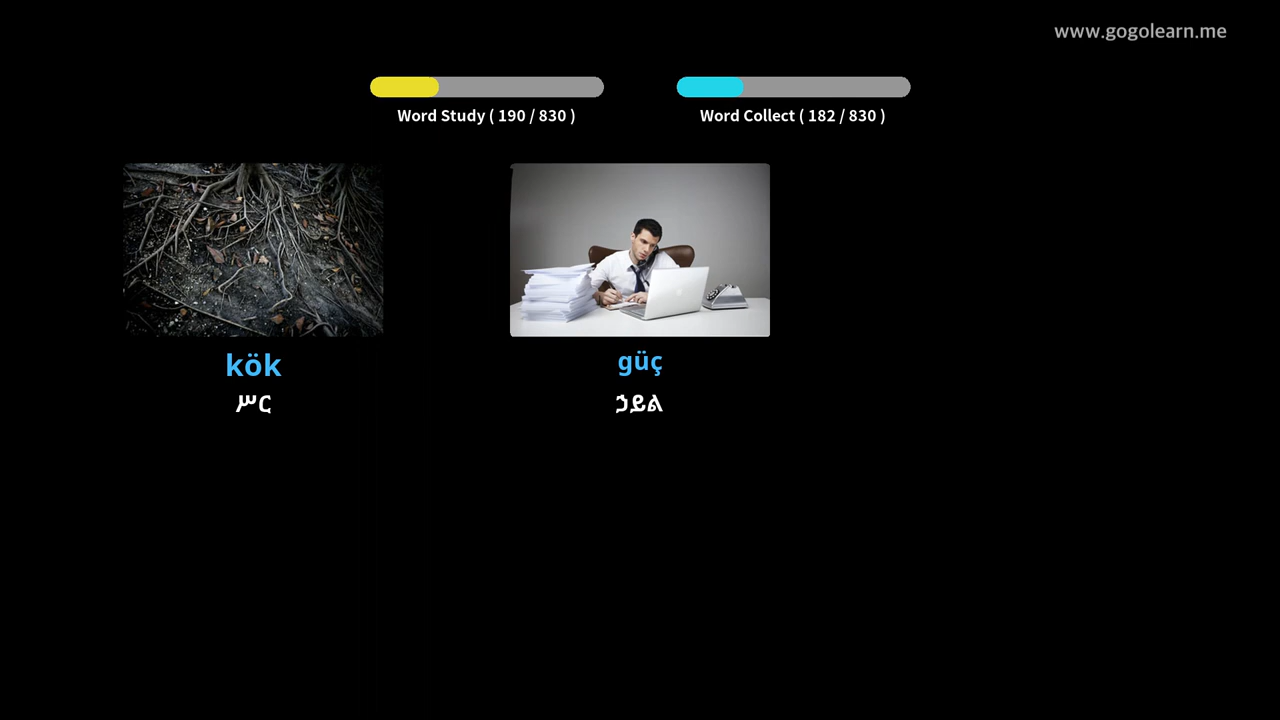 www.gogolearn.me
Word Study ( 190 / 830 )
Word Collect ( 182 / 830 )
kök
ሥር
güç
ኃይል